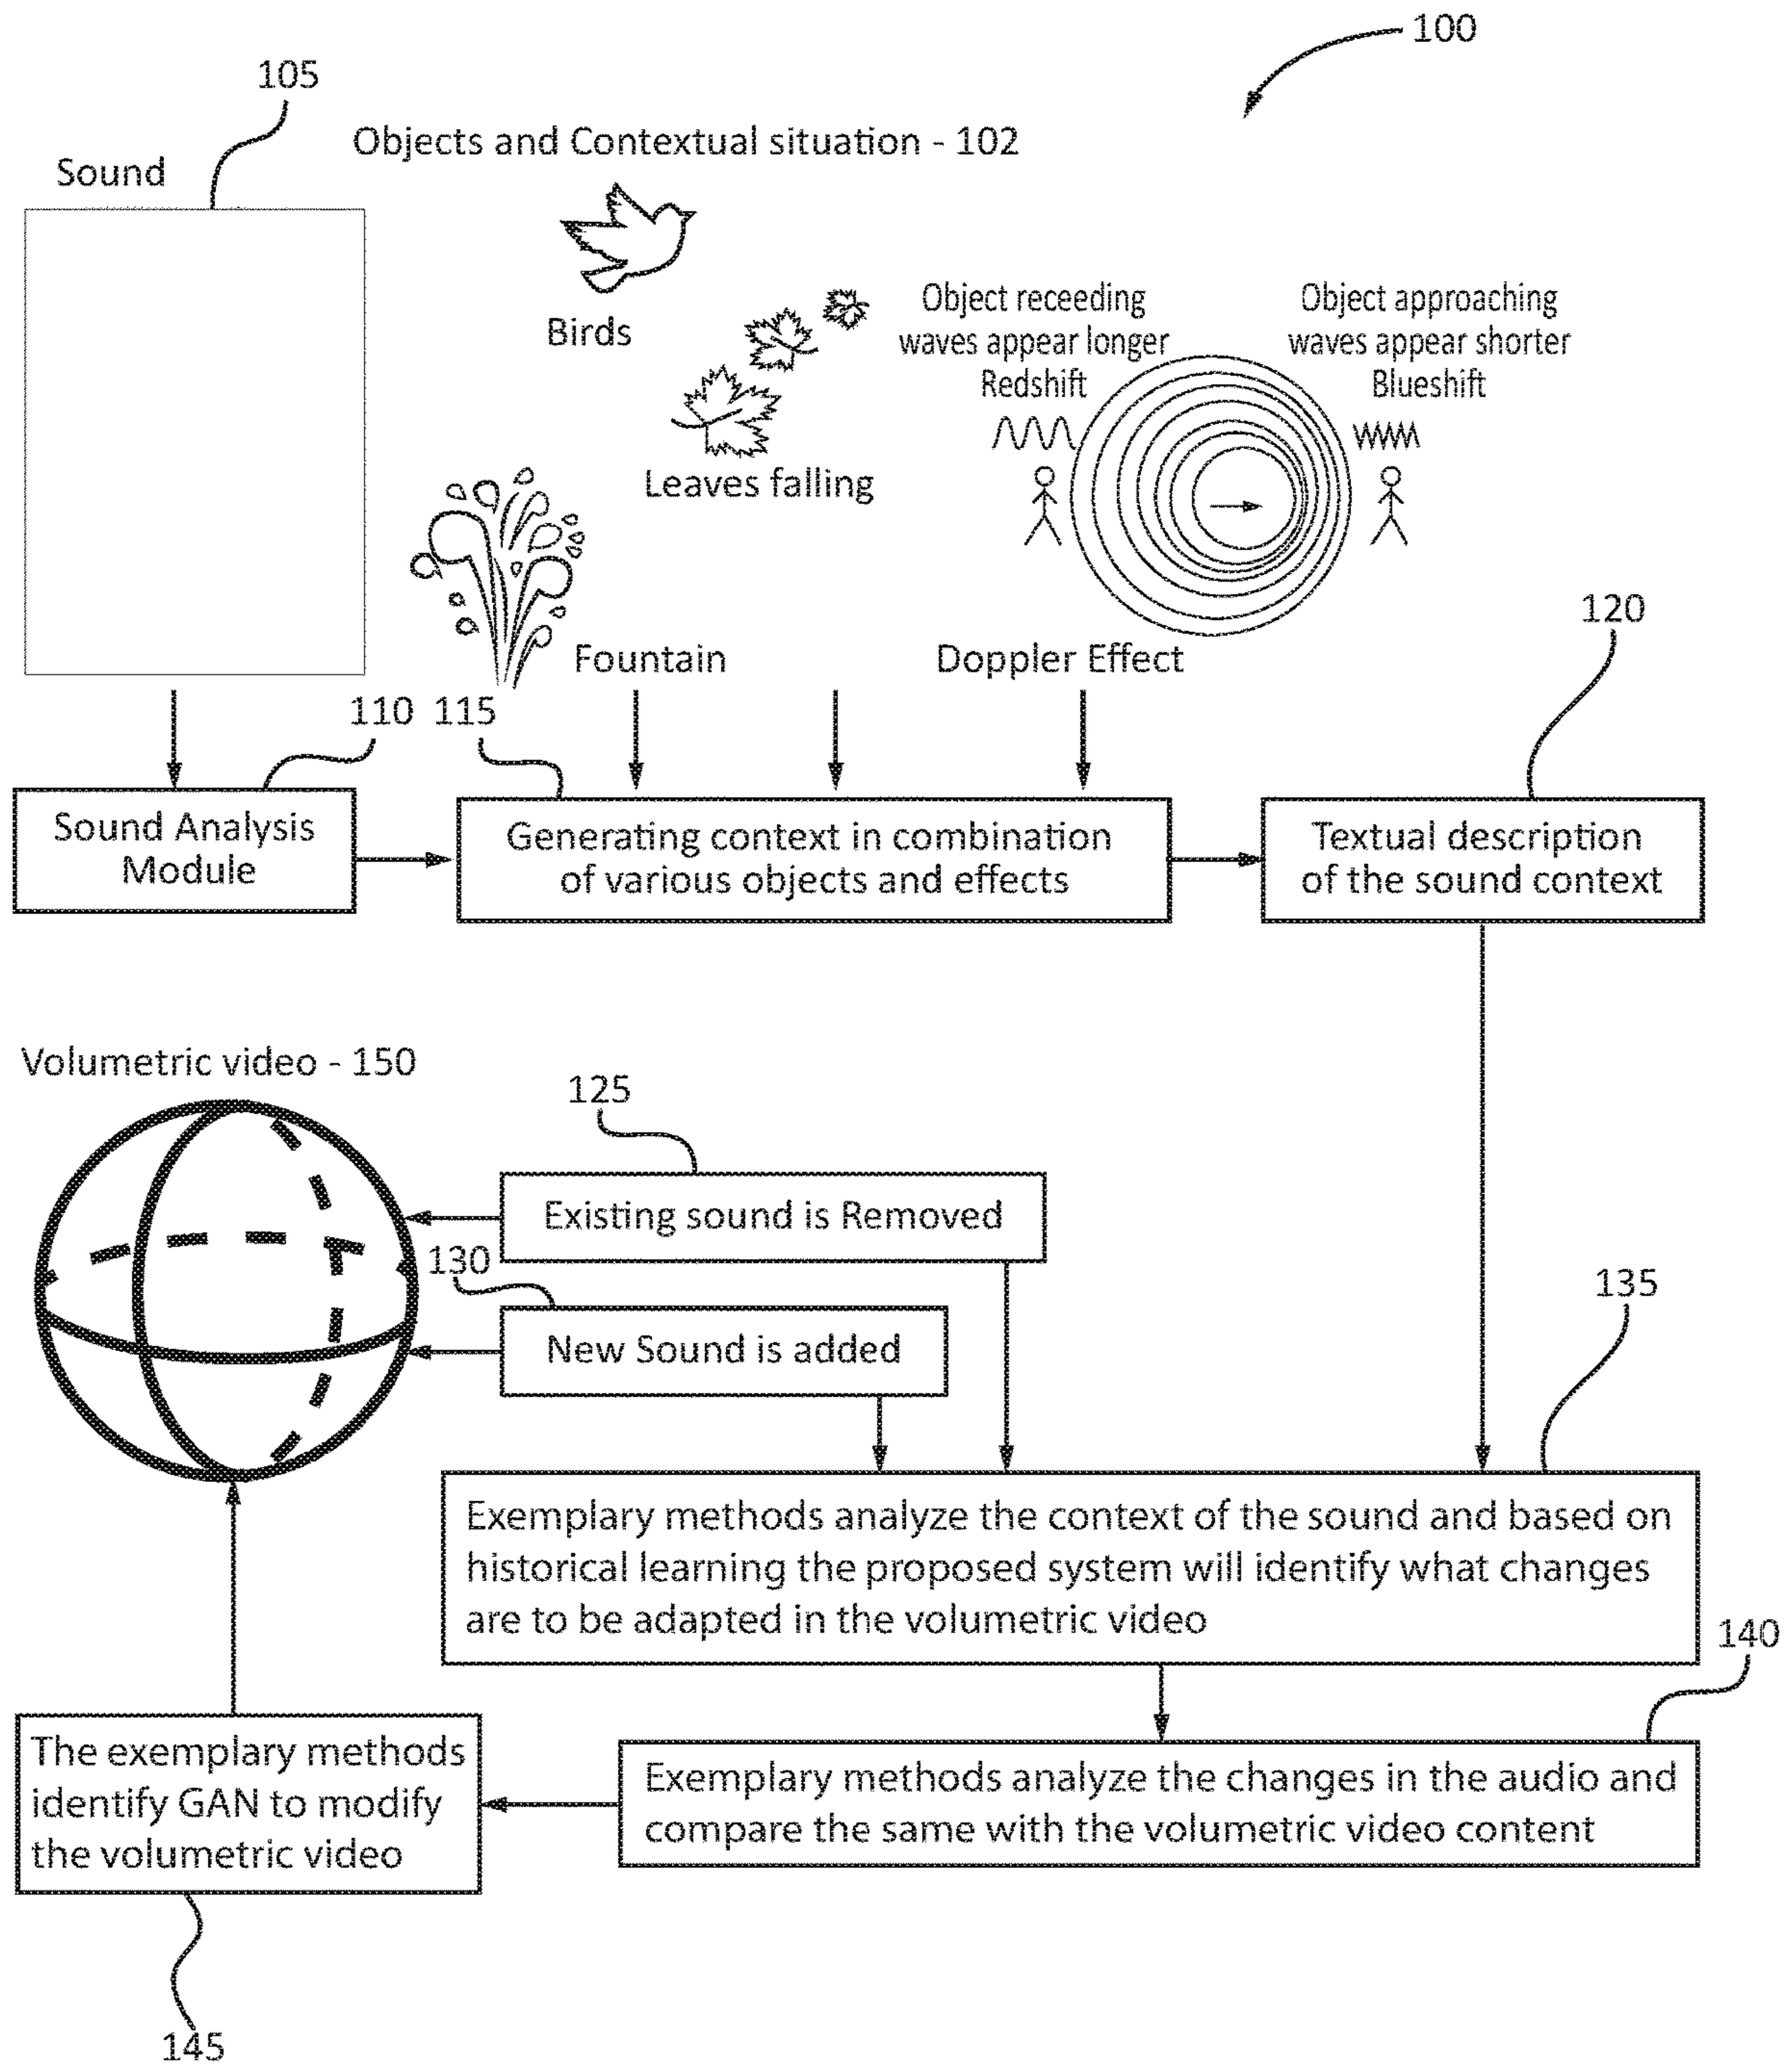 100
105
Objects and Contextual situation - 102
Sound
Birds
Object receeding
waves appear longer
Redshift
Object approaching
waves appear shorter
Blueshift
Leaves falling
Fountain
Doppler Effect
120
110
115
Sound Analysis
Module
Generating context in combination
of various objects and effects
Textual description
of the sound context
Volumetric video - 150
125
Existing sound is Removed
130
New Sound is added
135
Exemplary methods analyze the context of the sound and based on
historical learning the proposed system will identify what changes
are to be adapted in the volumetric video
140
The exemplary methods
identify GAN to modify
the volumetric video
Exemplary methods analyze the changes in the audio and
compare the same with the volumetric video content
145